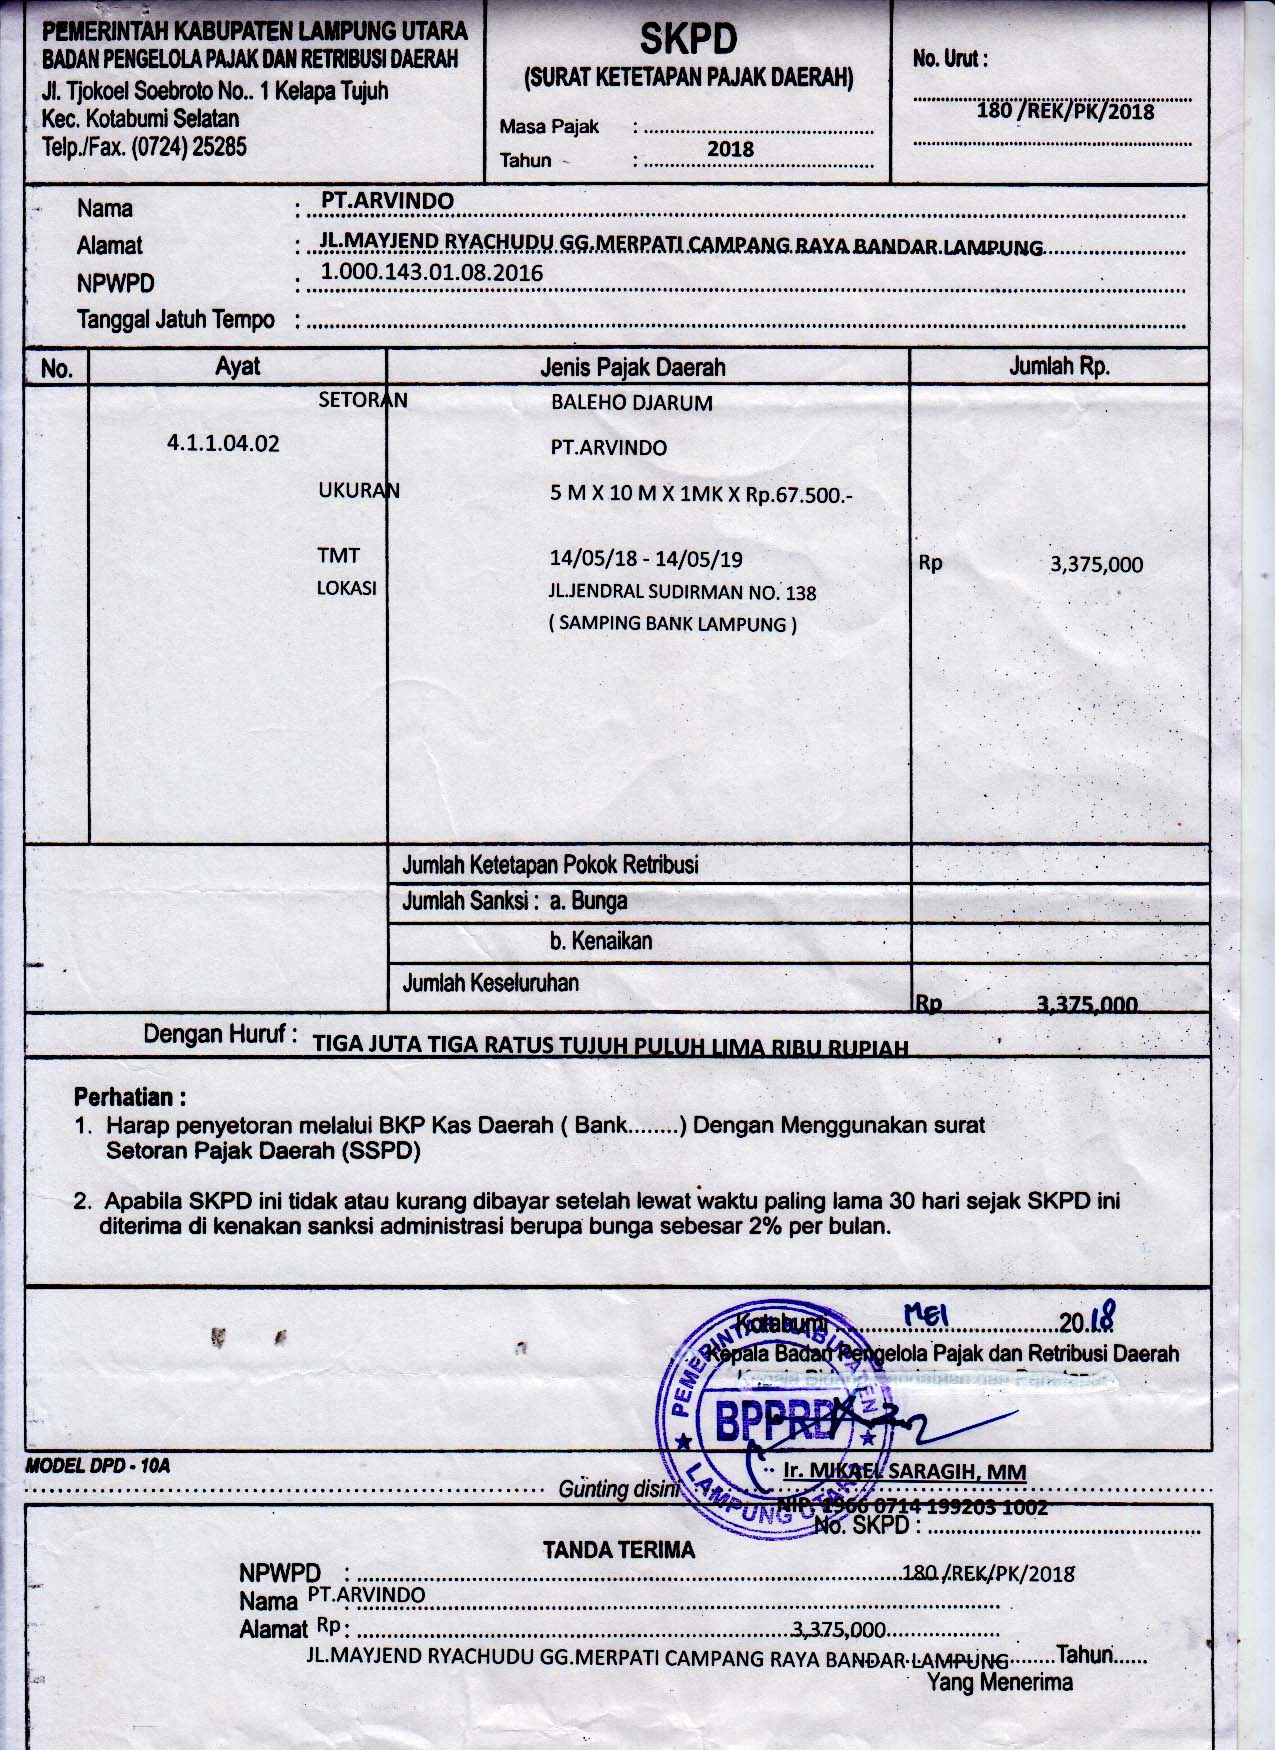 PEMERINTAH KABUPATEN LAMPUNG UTARA
BADAN PENGELOLA PAJAK DAN RETRIBUSI DAERAH
Jl. Tjokoel Soebroto No.. 1 Kelapa Tujuh
Kec. Kotabumi Selatan
Telp./Fax. (0724) 25285
SKPD
(SURAT KETETAPAN PAJAK DAERAH)
Masa Pajak :
Tahun : 2018
No. Urut :
180 /REK/PK/2018
Nama : PT.ARVINDO
Alamat : JL.MAYJEND RYACHUDU GG.MERPATI CAMPANG RAYA BANDAR LAMPUNG
NPWPD : 1.000.143.01.08.2016
Tanggal Jatuh Tempo :
No. Ayat Jenis Pajak Daerah Jumlah Rp.
SETORAN BALEHO DJARUM
4.1.1.04.02 PT.ARVINDO
UKURAN 5 M X 10 M X 1MK X Rp.67.500.-
TMT 14/05/18 - 14/05/19 Rp 3,375,000
LOKASI JL.JENDRAL SUDIRMAN NO. 138
( SAMPING BANK LAMPUNG )
Jumlah Ketetapan Pokok Retribusi
Jumlah Sanksi : a. Bunga
b. Kenaikan
Jumlah Keseluruhan Rp 3,375,000
Dengan Huruf : TIGA JUTA TIGA RATUS TUJUH PULUH LIMA RIBU RUPIAH
Perhatian :
1. Harap penyetoran melalui BKP Kas Daerah ( Bank........) Dengan Menggunakan surat
Setoran Pajak Daerah (SSPD)
2. Apabila SKPD ini tidak atau kurang dibayar setelah lewat waktu paling lama 30 hari sejak SKPD ini
diterima di kenakan sanksi administrasi berupa bunga sebesar 2% per bulan.
Kotabumi MEI 2018
Kepala Badan Pengelola Pajak dan Retribusi Daerah
PEMERINTAH KABUPATEN
BPPRD
LAMPUNG UTARA
Ir. MIKAEL SARAGIH, MM
NIP. 1966 0714 199203 1002
MODEL DPD - 10A
Gunting disini
No. SKPD :
TANDA TERIMA
NPWPD : 180 /REK/PK/2018
Nama : PT.ARVINDO
Alamat : Rp 3,375,000
JL.MAYJEND RYACHUDU GG.MERPATI CAMPANG RAYA BANDAR LAMPUNG Tahun......
Yang Menerima